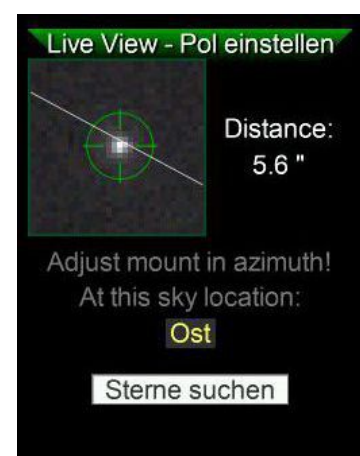 Live View - Pol einstellen
Distance:
5.6 "
Adjust mount in azimuth!
At this sky location:
Ost
Sterne suchen